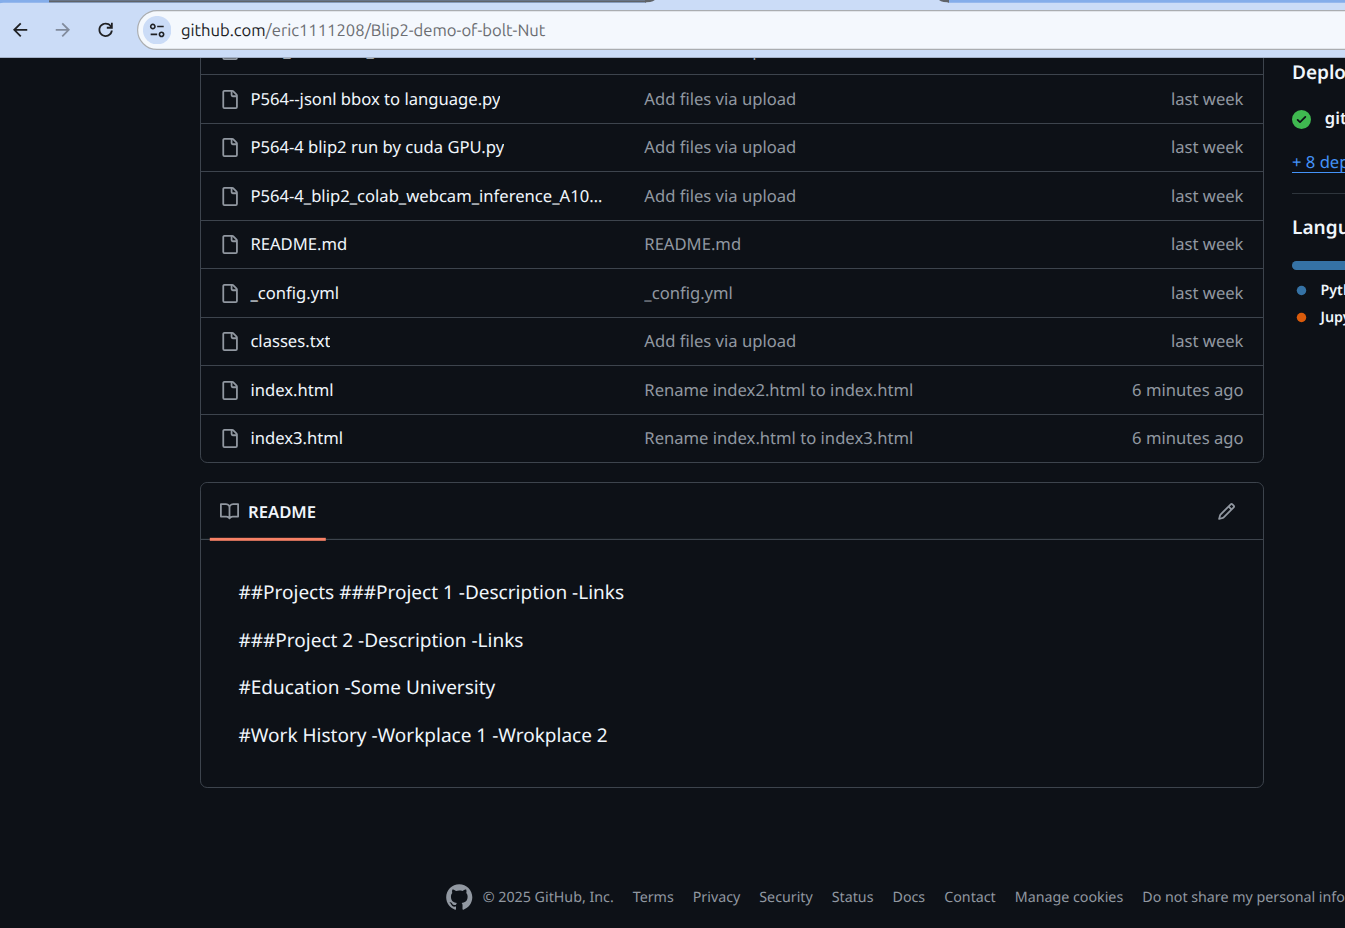 github.com/eric1111208/Blip2-demo-of-bolt-Nut
Deplo
P564--jsonl bbox to language.py Add files via upload last week
git
P564-4 blip2 run by cuda GPU.py Add files via upload last week
+ 8 dep
P564-4_blip2_colab_webcam_inference_A10... Add files via upload last week
Langu
README.md README.md last week
_config.yml _config.yml last week
Pyt
Jupy
classes.txt Add files via upload last week
index.html Rename index2.html to index.html 6 minutes ago
index3.html Rename index.html to index3.html 6 minutes ago
README
##Projects ###Project 1 -Description -Links
###Project 2 -Description -Links
#Education -Some University
#Work History -Workplace 1 -Wrokplace 2
© 2025 GitHub, Inc. Terms Privacy Security Status Docs Contact Manage cookies Do not share my personal info